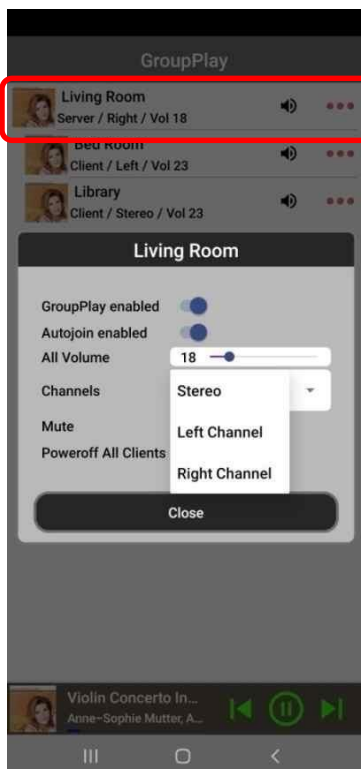 GroupPlay
Living Room
Server / Right / Vol 18
Bed Room
Client / Left / Vol 23
Library
Client / Stereo / Vol 23
Living Room
GroupPlay enabled
Autojoin enabled
All Volume 18
Channels
Stereo
Left Channel
Right Channel
Mute
Poweroff All Clients
Close
Violin Concerto In...
Anne-Sophie Mutter, A...